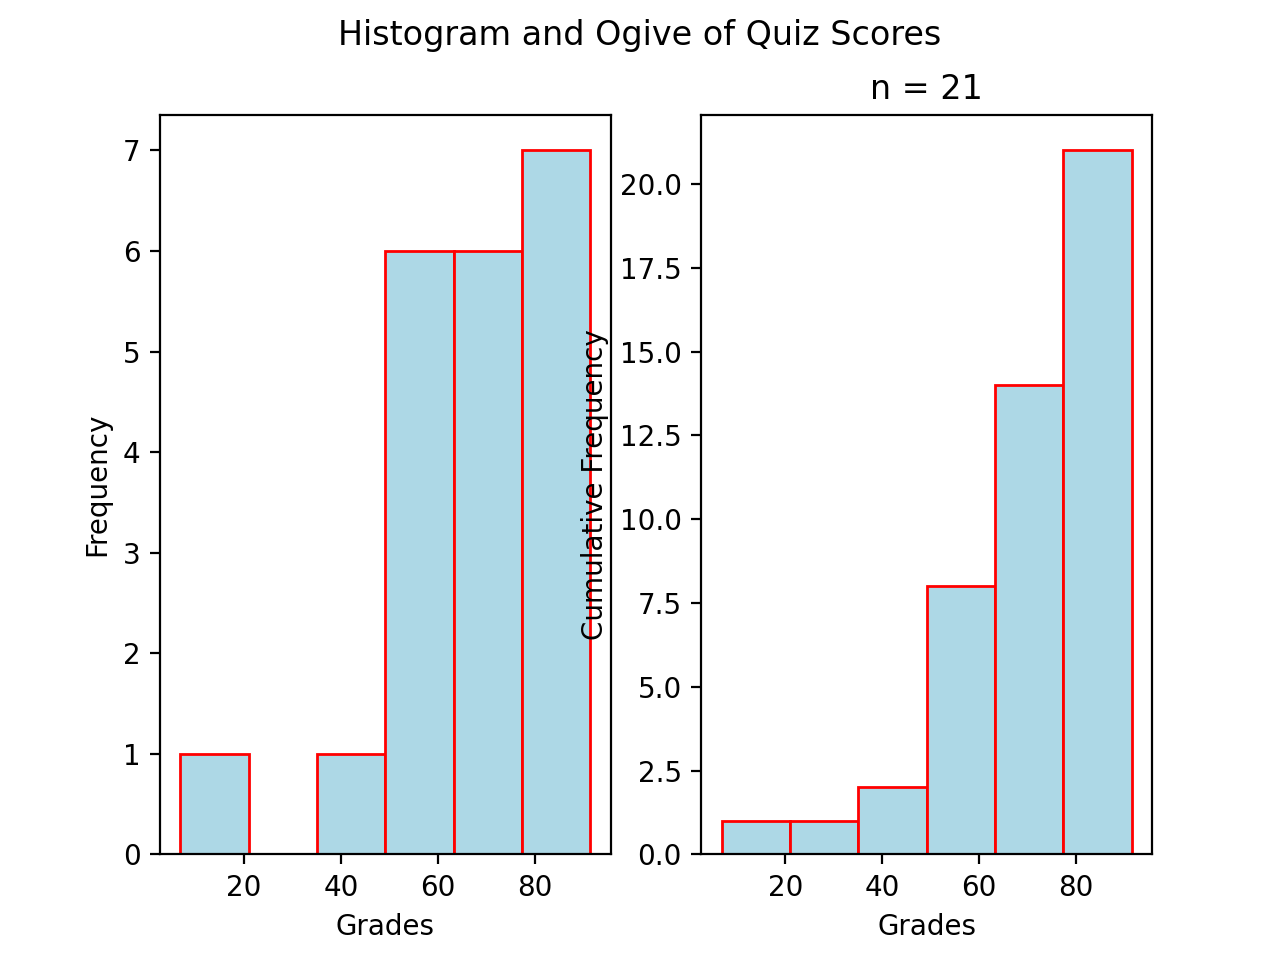 Histogram and Ogive of Quiz Scores
n = 21
7
6
5
4
3
2
1
0
Frequency
20 40 60 80
Grades
20.0
17.5
15.0
12.5
10.0
7.5
5.0
2.5
0.0
Cumulative Frequency
20 40 60 80
Grades